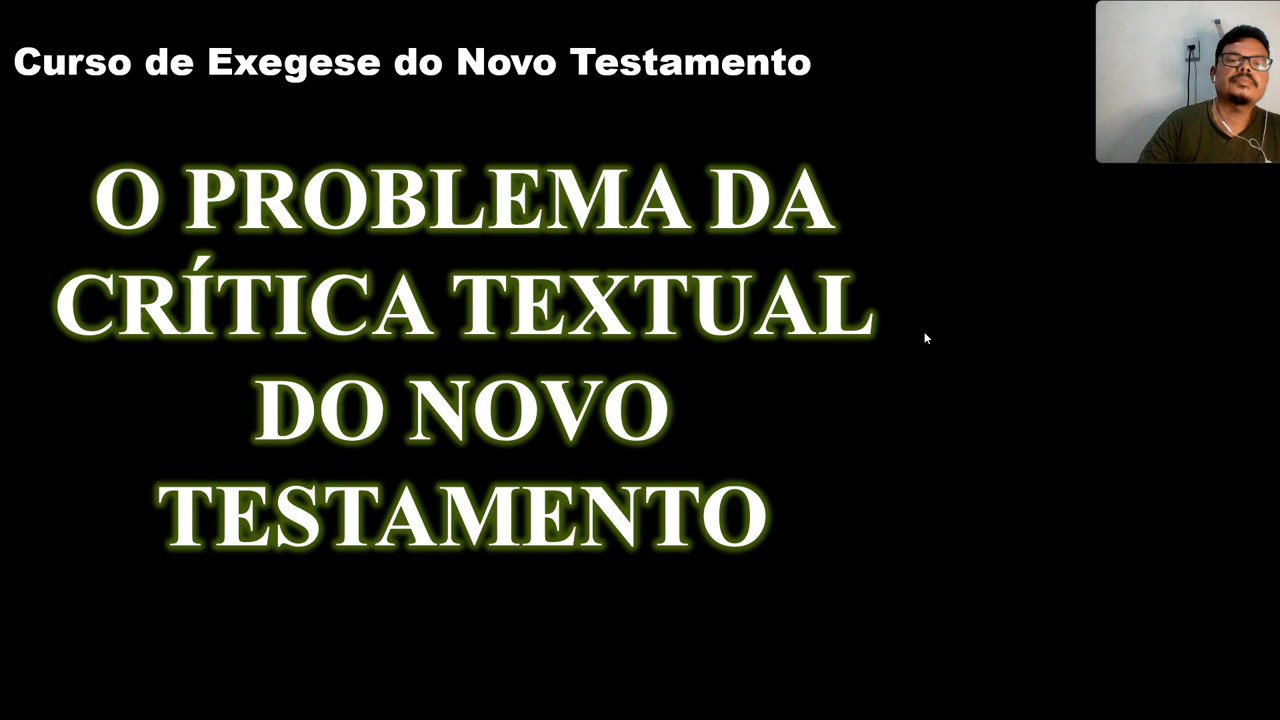 Curso de Exegese do Novo Testamento
O PROBLEMA DA
CRÍTICA TEXTUAL
DO NOVO
TESTAMENTO